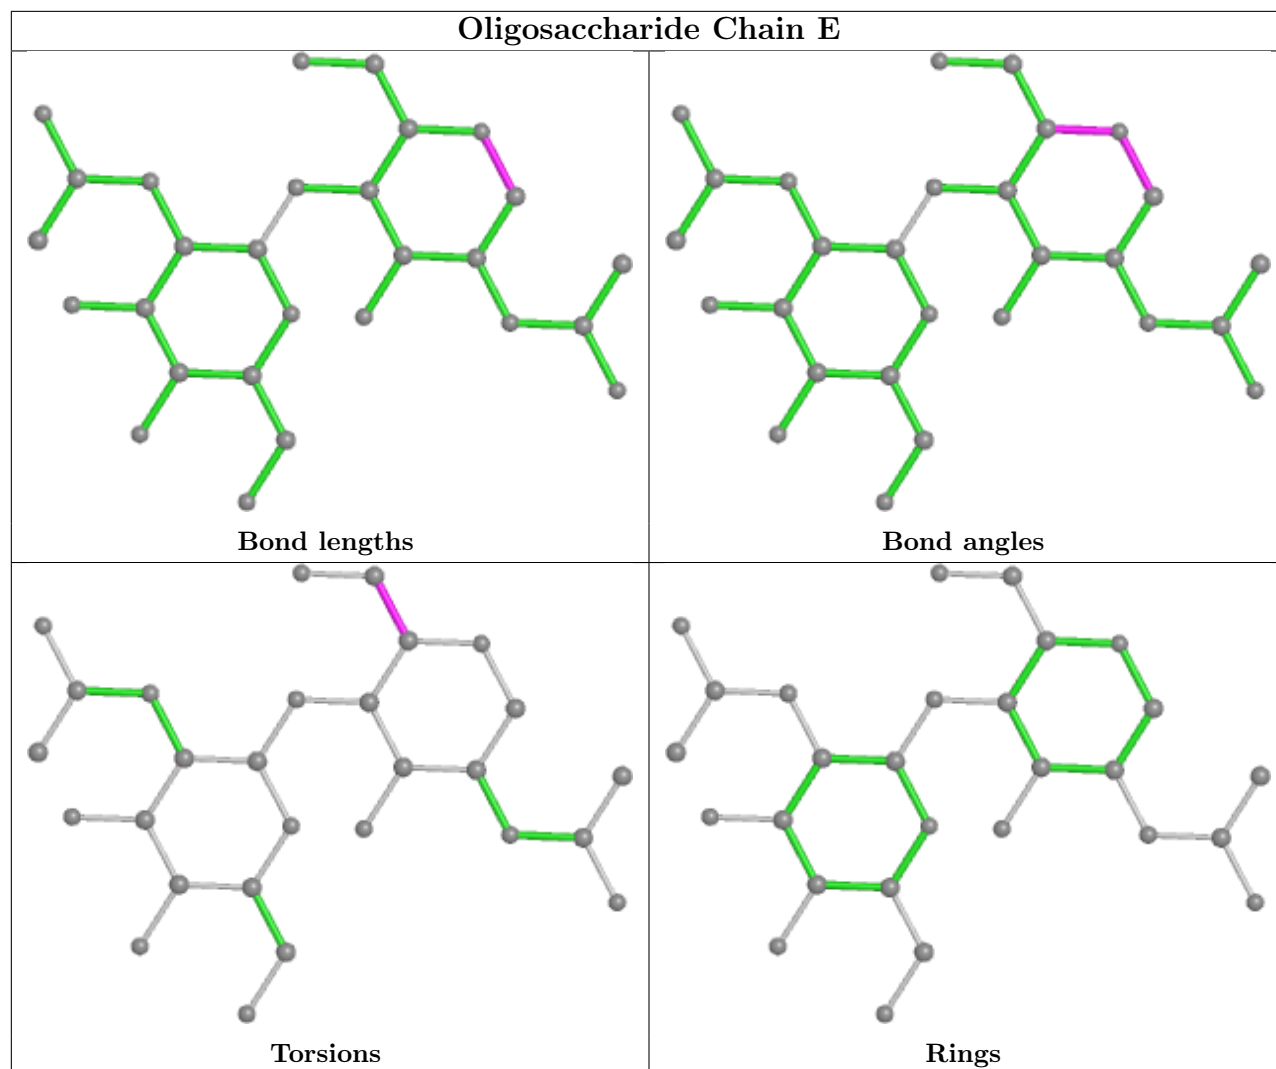 Oligosaccharide Chain E
Bond lengths
Bond angles
Torsions
Rings